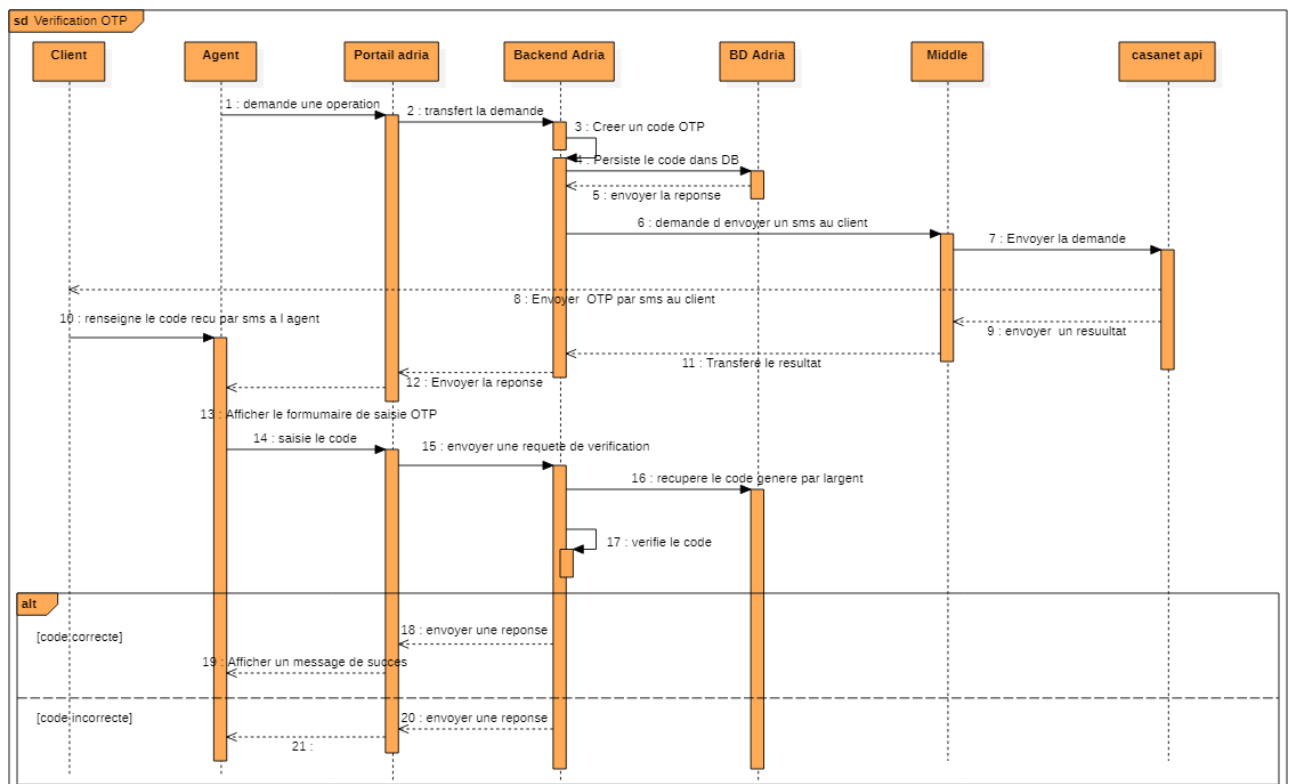 sd Verification OTP
Client
Agent
Portail adria
Backend Adria
BD Adria
Middle
casanet api
1 : demande une operation
2 : transfert la demande
3 : Creer un code OTP
4 : Persiste le code dans DB
5 : envoyer la reponse
6 : demande d envoyer un sms au client
7 : Envoyer la demande
8 : Envoyer OTP par sms au client
9 : envoyer un resuultat
10 : renseigne le code recu par sms a l agent
11 : Transfere le resultat
12 : Envoyer la reponse
13 : Afficher le formumaire de saisie OTP
14 : saisie le code
15 : envoyer une requete de verification
16 : recupere le code genere par largent
17 : verifie le code
alt
[code correcte]
18 : envoyer une reponse
19 : Afficher un message de succes
[code incorrecte]
20 : envoyer une reponse
21 :